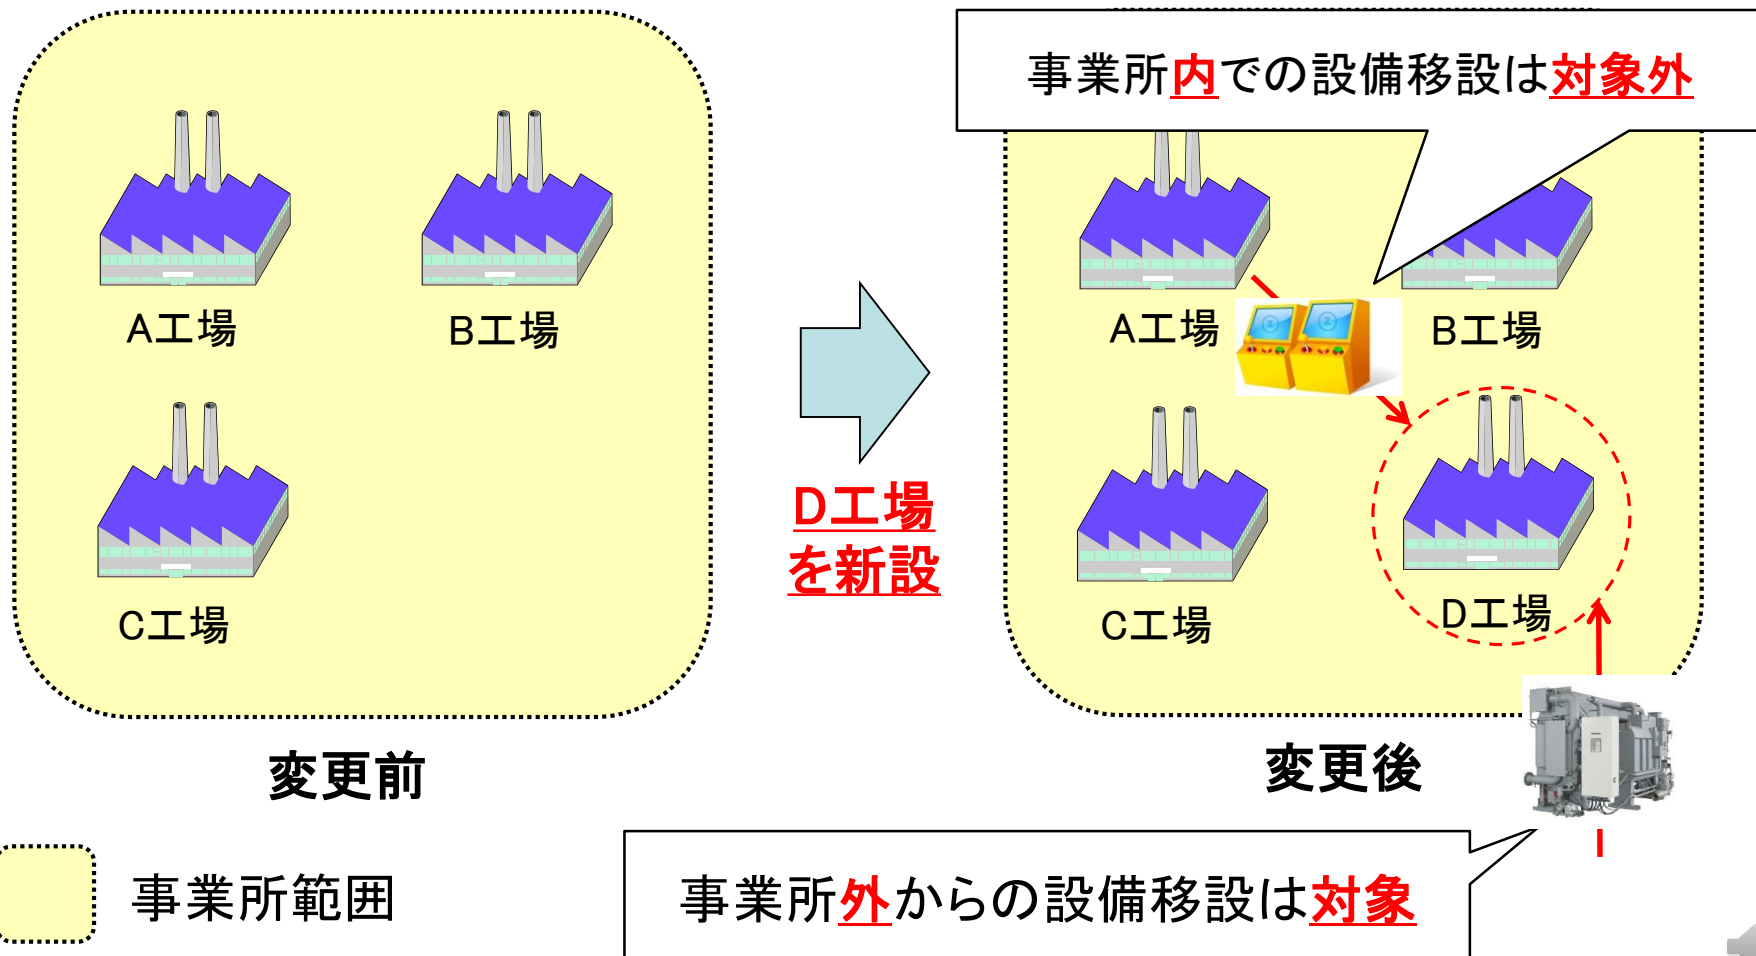 事業所内での設備移設は対象外
A工場
B工場
C工場
変更前
D工場
を新設
A工場
B工場
C工場
D工場
変更後
事業所範囲
事業所外からの設備移設は対象